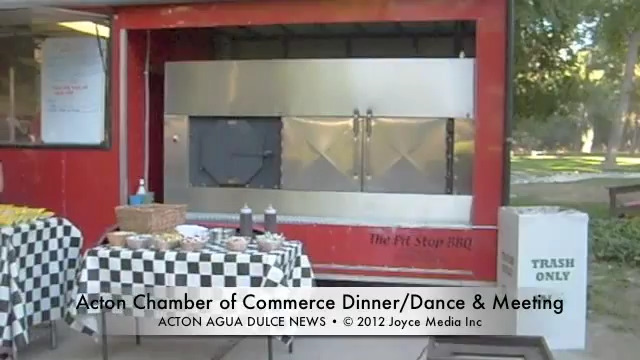 The Pit Stop BBQ
TRASH
ONLY
Acton Chamber of Commerce Dinner/Dance & Meeting
ACTON AGUA DULCE NEWS • © 2012 Joyce Media Inc